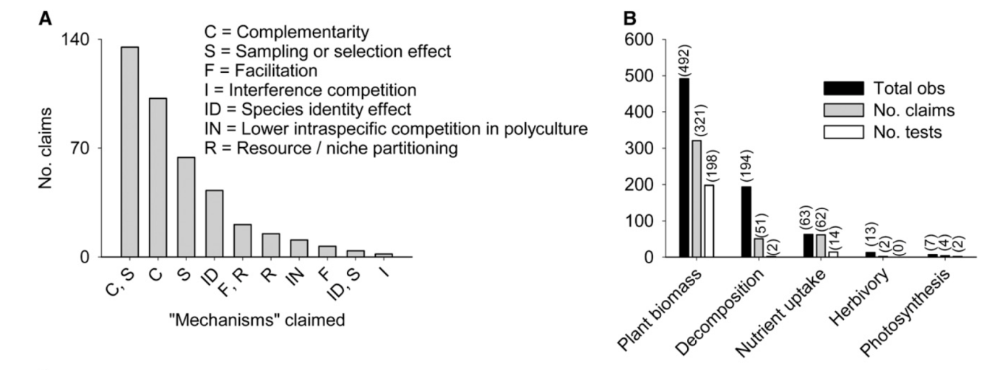 A
140
70
0
No. claims
C = Complementarity
S = Sampling or selection effect
F = Facilitation
I = Interference competition
ID = Species identity effect
IN = Lower intraspecific competition in polyculture
R = Resource / niche partitioning
C, S
C
S
ID
F, R
R
IN
F
ID, S
I
"Mechanisms" claimed
B
600
500
400
300
200
100
0
(492)
(321)
(198)
(194)
(51)
(2)
(63)
(62)
(14)
(13)
(2)
(0)
(7)
(4)
(2)
Total obs
No. claims
No. tests
Plant biomass
Decomposition
Nutrient uptake
Herbivory
Photosynthesis